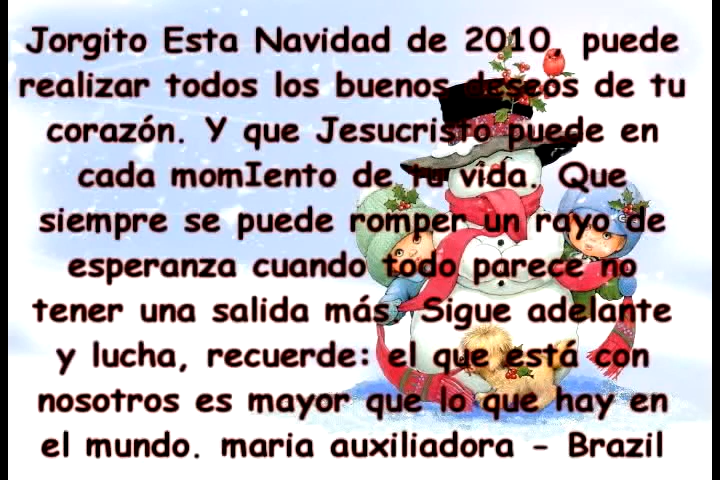 Jorgito Esta Navidad de 2010, puede
realizar todos los buenos deseos de tu
corazón. Y que Jesucristo puede en
cada momIento de tu vida. Que
siempre se puede romper un rayo de
esperanza cuando todo parece no
tener una salida más. Sigue adelante
y lucha, recuerde: el que está con
nosotros es mayor que lo que hay en
el mundo. maria auxiliadora - Brazil